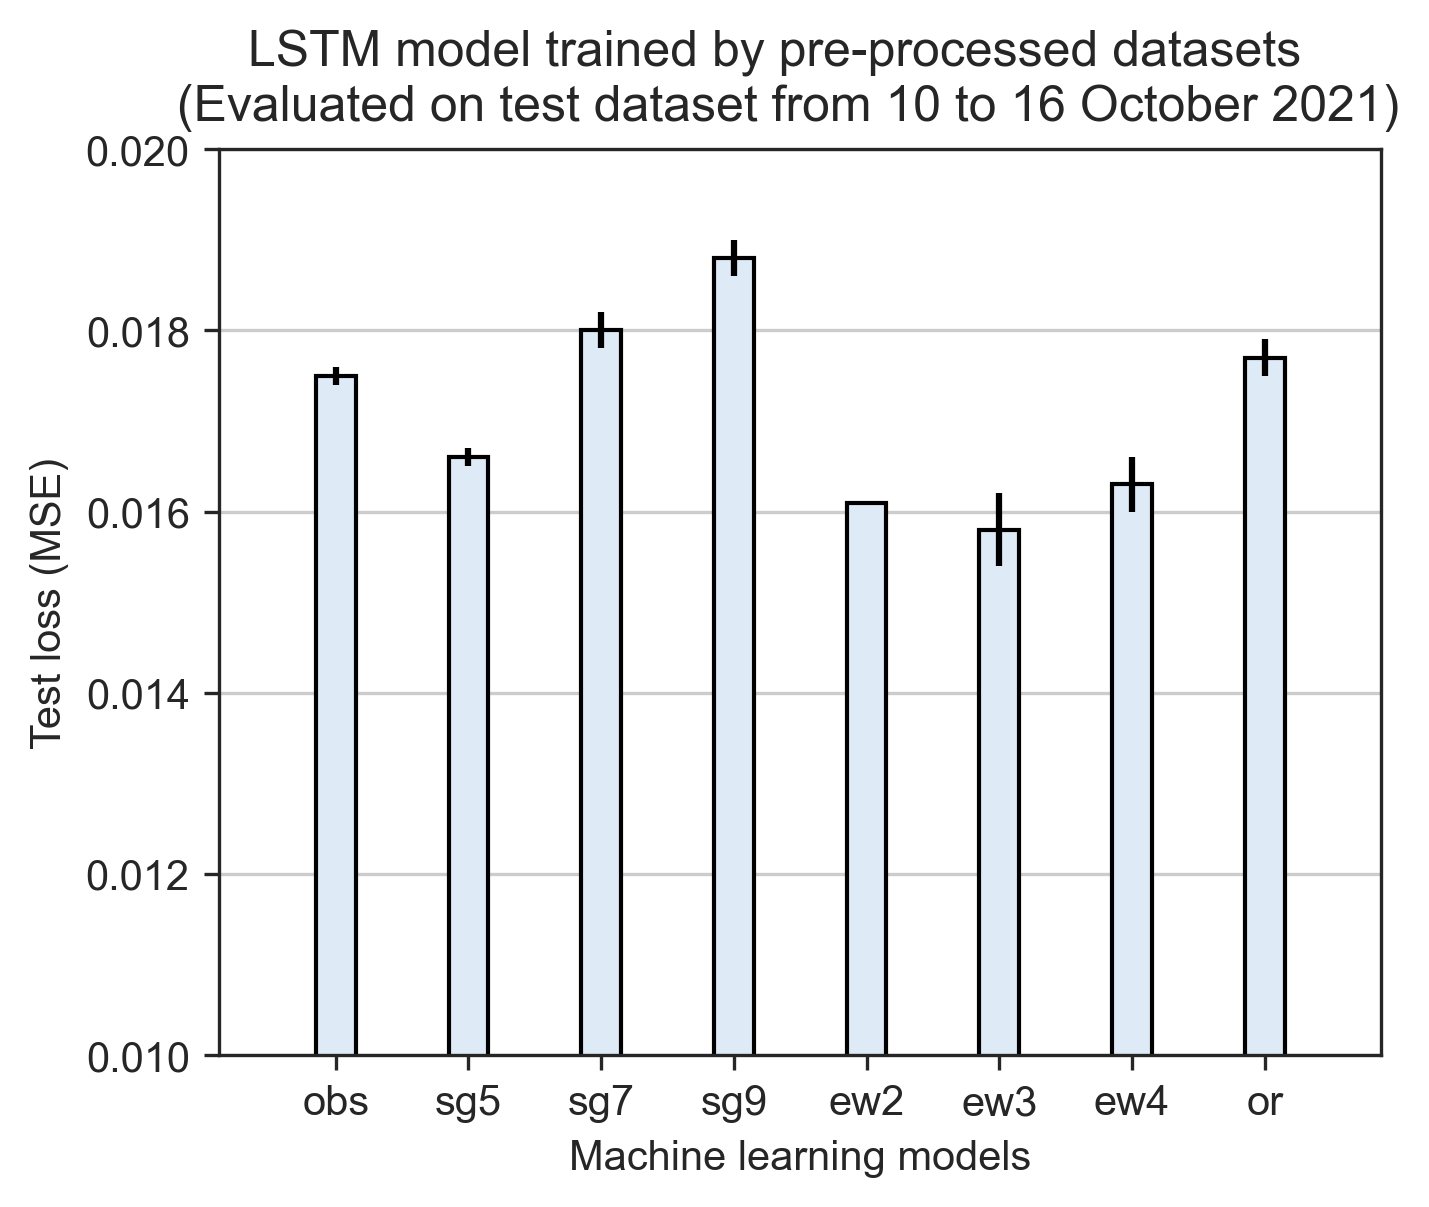 LSTM model trained by pre-processed datasets
(Evaluated on test dataset from 10 to 16 October 2021)
0.020
0.018
0.016
0.014
0.012
0.010
Test loss (MSE)
obs sg5 sg7 sg9 ew2 ew3 ew4 or
Machine learning models